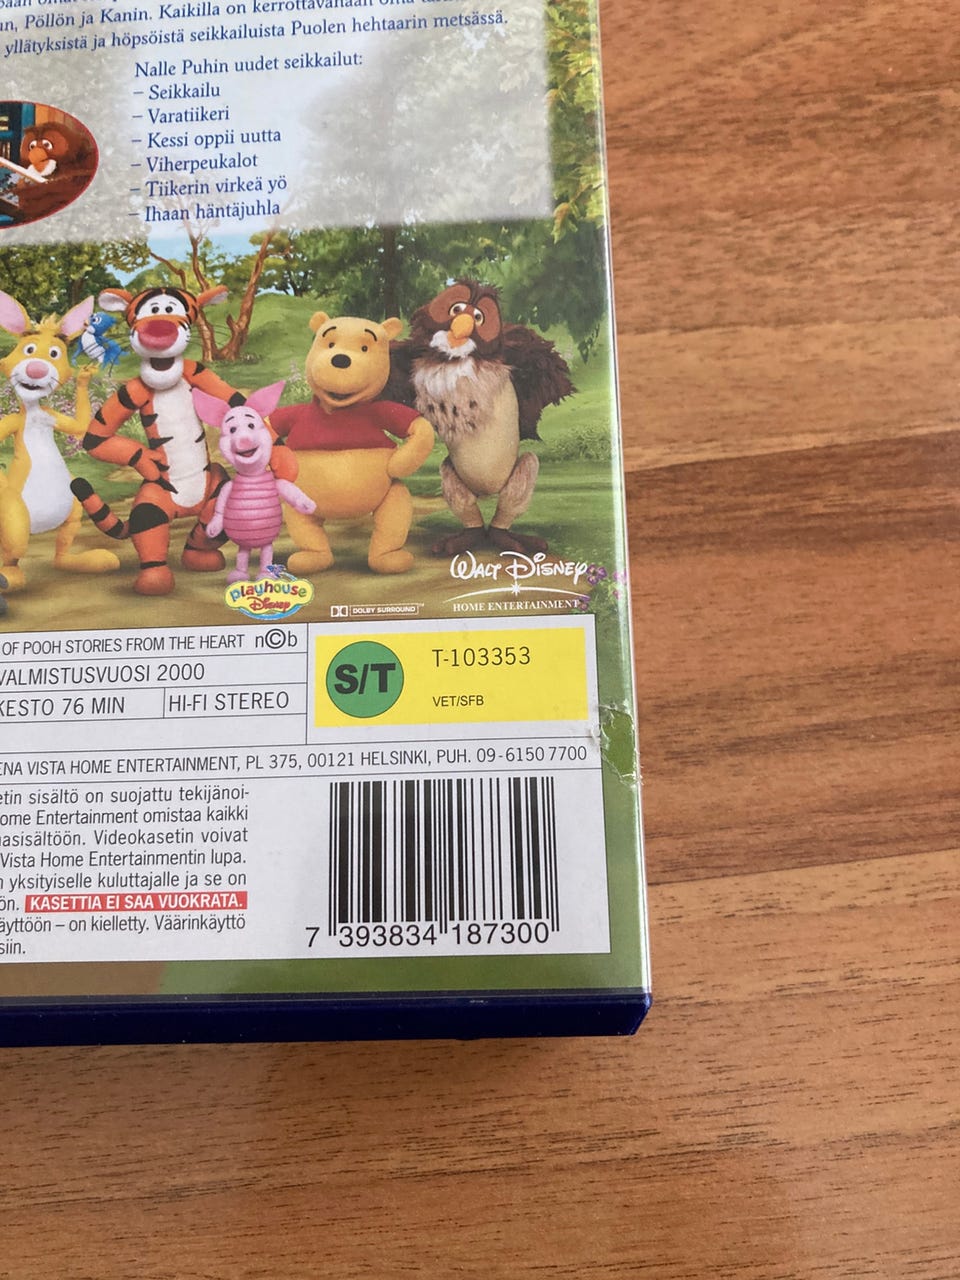 un, Pöllön ja Kanin. Kaikilla on kerrottavanaan
yllätyksistä ja höpsöistä seikkailuista Puolen hehtaarin metsässä.
Nalle Puhin uudet seikkailut:
– Seikkailu
– Varatiikeri
– Kessi oppii uutta
– Viherpeukalot
– Tiikerin virkeä yö
– Ihaan häntäjuhla
WALT DISNEY
HOME ENTERTAINMENT
playhouse
Disney
DOLBY SURROUND
OF POOH STORIES FROM THE HEART n©b
VALMISTUSVUOSI 2000
KESTO 76 MIN HI-FI STEREO
S/T
T-103353
VET/SFB
ENA VISTA HOME ENTERTAINMENT, PL 375, 00121 HELSINKI, PUH. 09-6150 7700
etin sisältö on suojattu tekijänoi-
ome Entertainment omistaa kaikki
asisältöön. Videokasetin voivat
Vista Home Entertainmentin lupa.
n yksityiselle kuluttajalle ja se on
ön. KASETTIA EI SAA VUOKRATA.
äyttöön – on kielletty. Väärinkäyttö
siin.
7 393834 187300